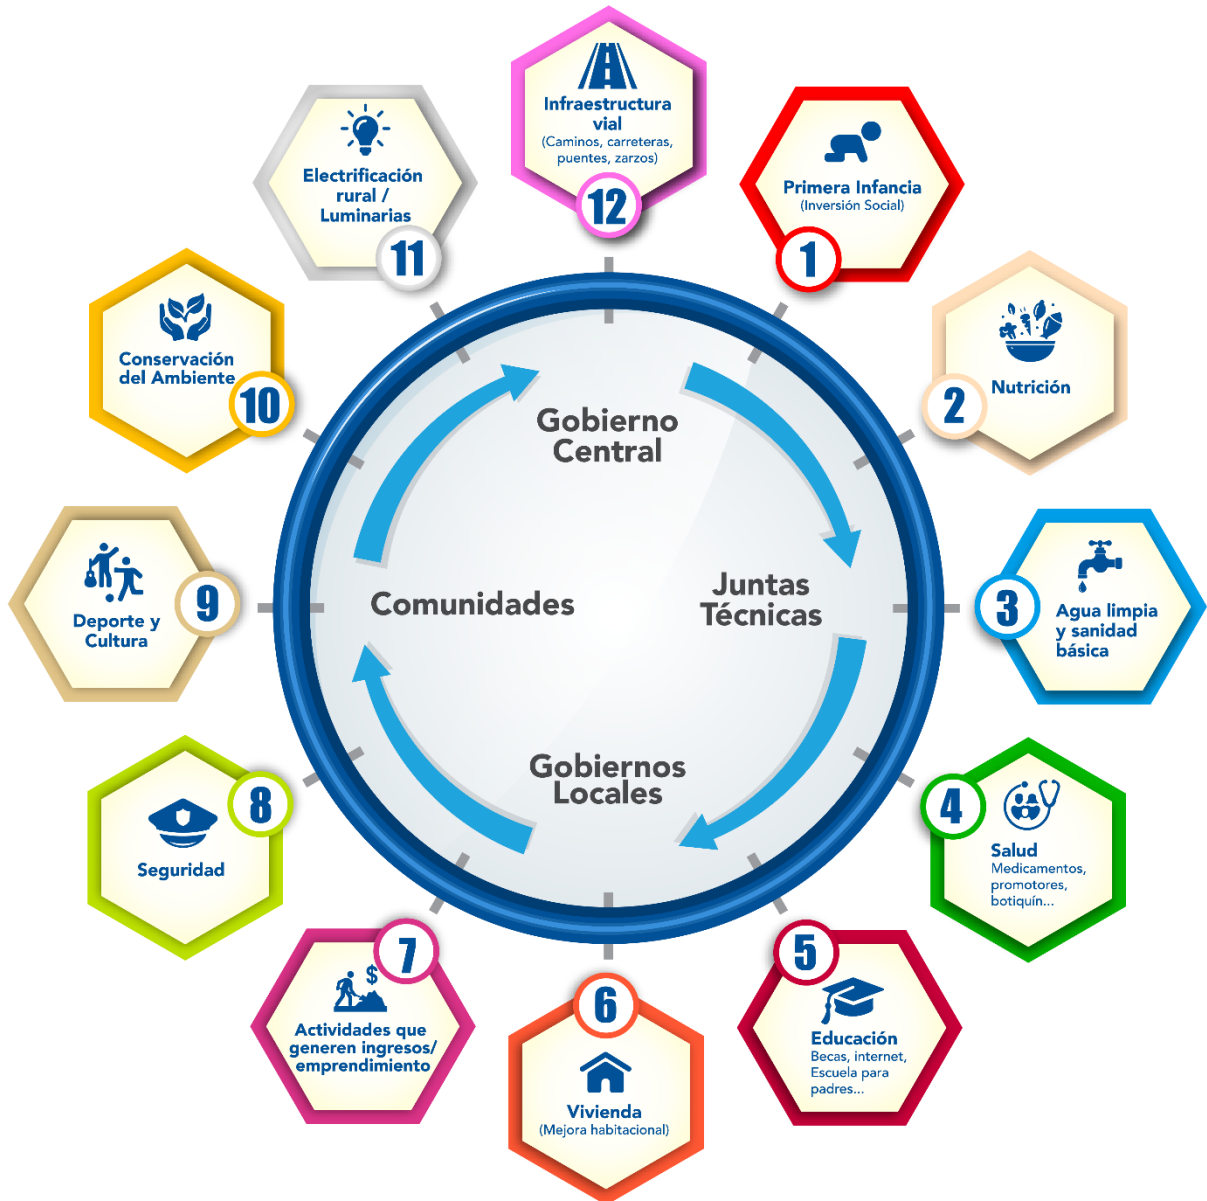 Infraestructura
vial
(Caminos, carreteras,
puentes, zarzos)
12
Primera Infancia
(Inversión Social)
1
Nutrición
2
Agua limpia
y sanidad
básica
3
4
Salud
Medicamentos,
promotores,
botiquín...
5
Educación
Becas, internet,
Escuela para
padres...
6
Vivienda
(Mejora habitacional)
7
$
Actividades que
generen ingresos/
emprendimiento
8
Seguridad
9
Deporte y
Cultura
Conservación
del Ambiente
10
Electrificación
rural /
Luminarias
11
Gobierno
Central
Juntas
Técnicas
Gobiernos
Locales
Comunidades